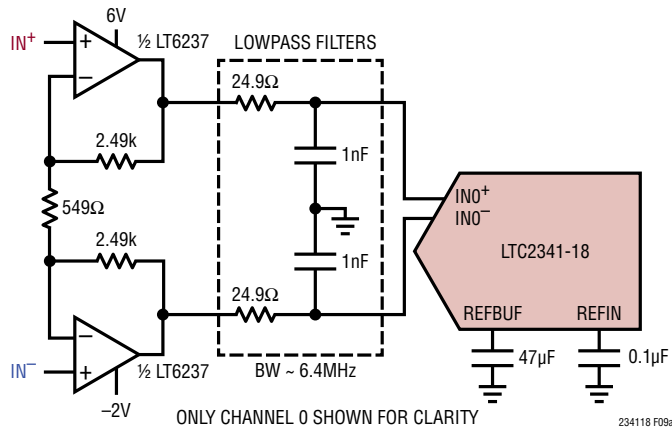 6V
IN+
+
½ LT6237
LOWPASS FILTERS
–
24.9Ω
2.49k
1nF
549Ω
IN0+
IN0–
2.49k
LTC2341-18
1nF
24.9Ω
REFBUF REFIN
–
47µF
0.1µF
IN–
+
½ LT6237
BW ~ 6.4MHz
–2V
ONLY CHANNEL 0 SHOWN FOR CLARITY